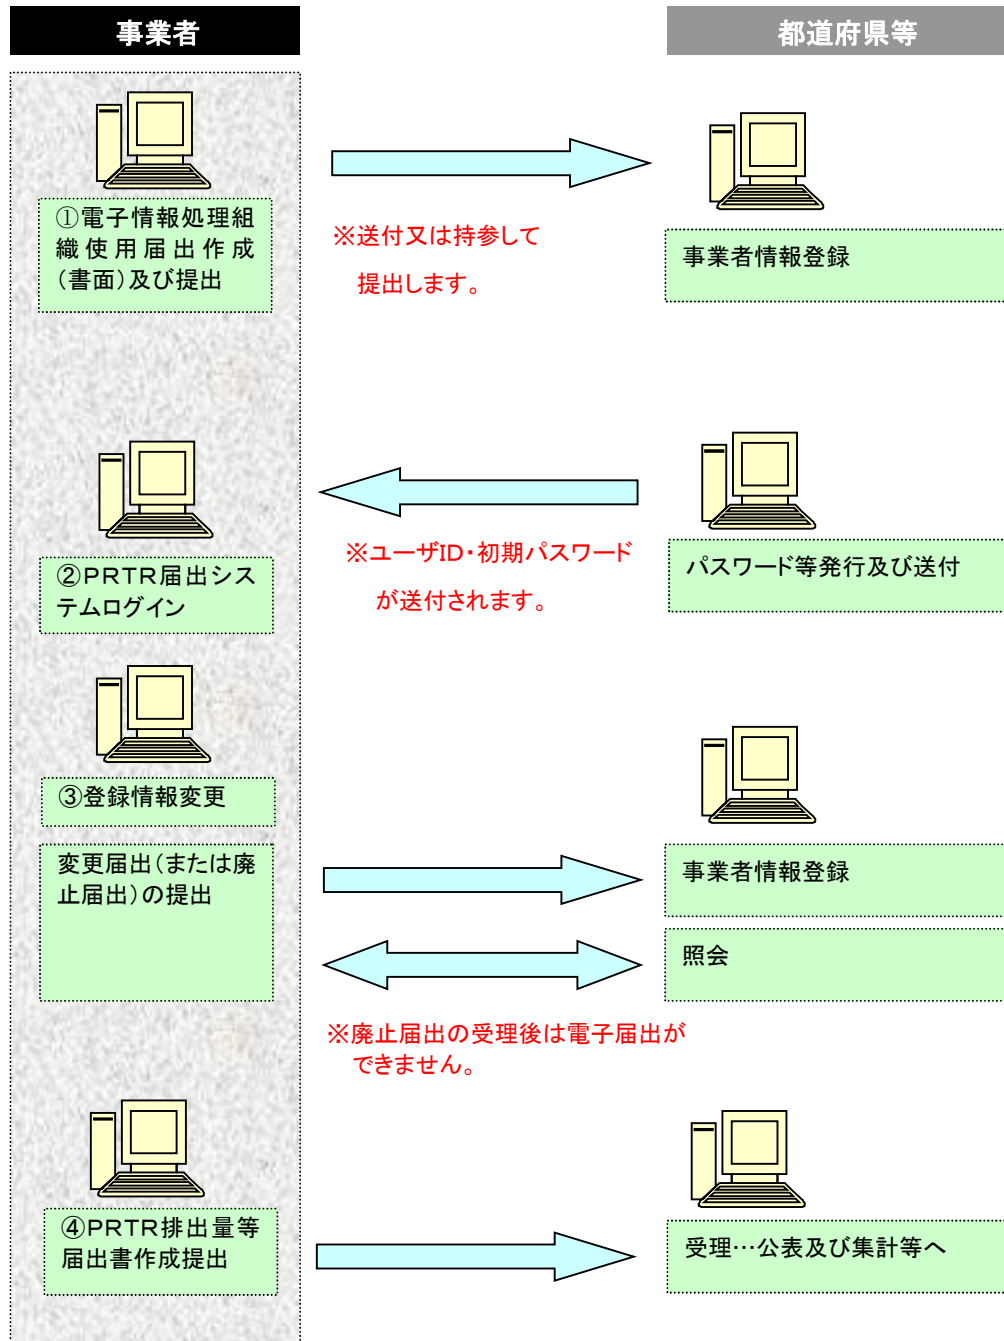 事業者
都道府県等
①電子情報処理組
織使用届出作成
（書面）及び提出
※送付又は持参して
提出します。
事業者情報登録
②PRTR届出シス
テムログイン
※ユーザID・初期パスワード
が送付されます。
パスワード等発行及び送付
③登録情報変更
変更届出（または廃
止届出）の提出
事業者情報登録
照会
※廃止届出の受理後は電子届出が
できません。
④PRTR排出量等
届出書作成提出
受理…公表及び集計等へ